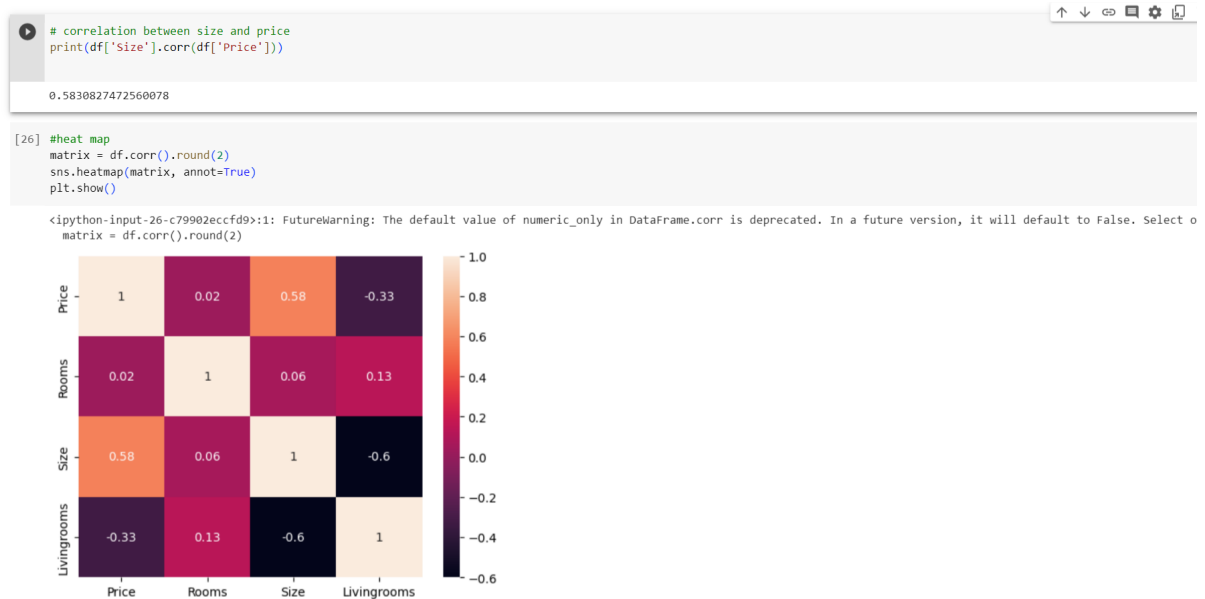 # correlation between size and price
print(df['Size'].corr(df['Price']))
0.5830827472560078
[26] #heat map
matrix = df.corr().round(2)
sns.heatmap(matrix, annot=True)
plt.show()
<ipython-input-26-c79902eccfd9>:1: FutureWarning: The default value of numeric_only in DataFrame.corr is deprecated. In a future version, it will default to False. Select o
matrix = df.corr().round(2)
Price 1 0.02 0.58 -0.33
Rooms 0.02 1 0.06 0.13
Size 0.58 0.06 1 -0.6
Livingrooms -0.33 0.13 -0.6 1
Price Rooms Size Livingrooms
1.0
0.8
0.6
0.4
0.2
0.0
−0.2
−0.4
−0.6